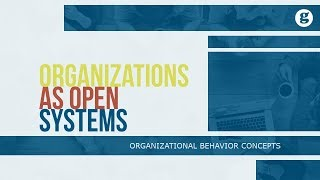 g
ORGANIZATIONS
AS OPEN
SYSTEMS
ORGANIZATIONAL BEHAVIOR CONCEPTS